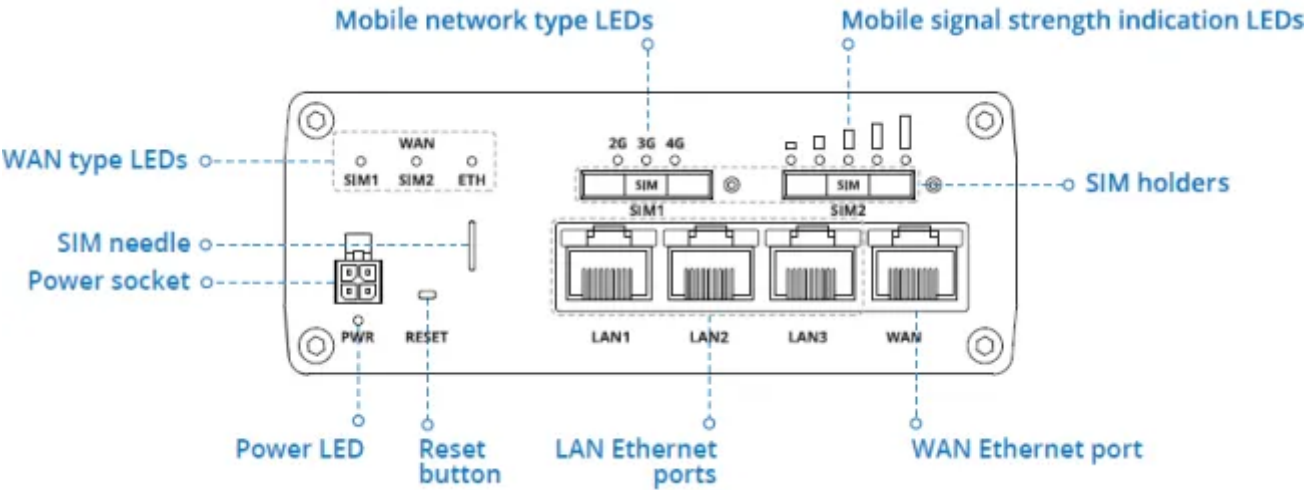 Mobile network type LEDs
Mobile signal strength indication LEDs
WAN type LEDs
WAN
SIM1 SIM2 ETH
2G 3G 4G
SIM
SIM
SIM holders
SIM1
SIM2
SIM needle
Power socket
PWR
RESET
LAN1
LAN2
LAN3
WAN
Power LED
Reset
button
LAN Ethernet
ports
WAN Ethernet port